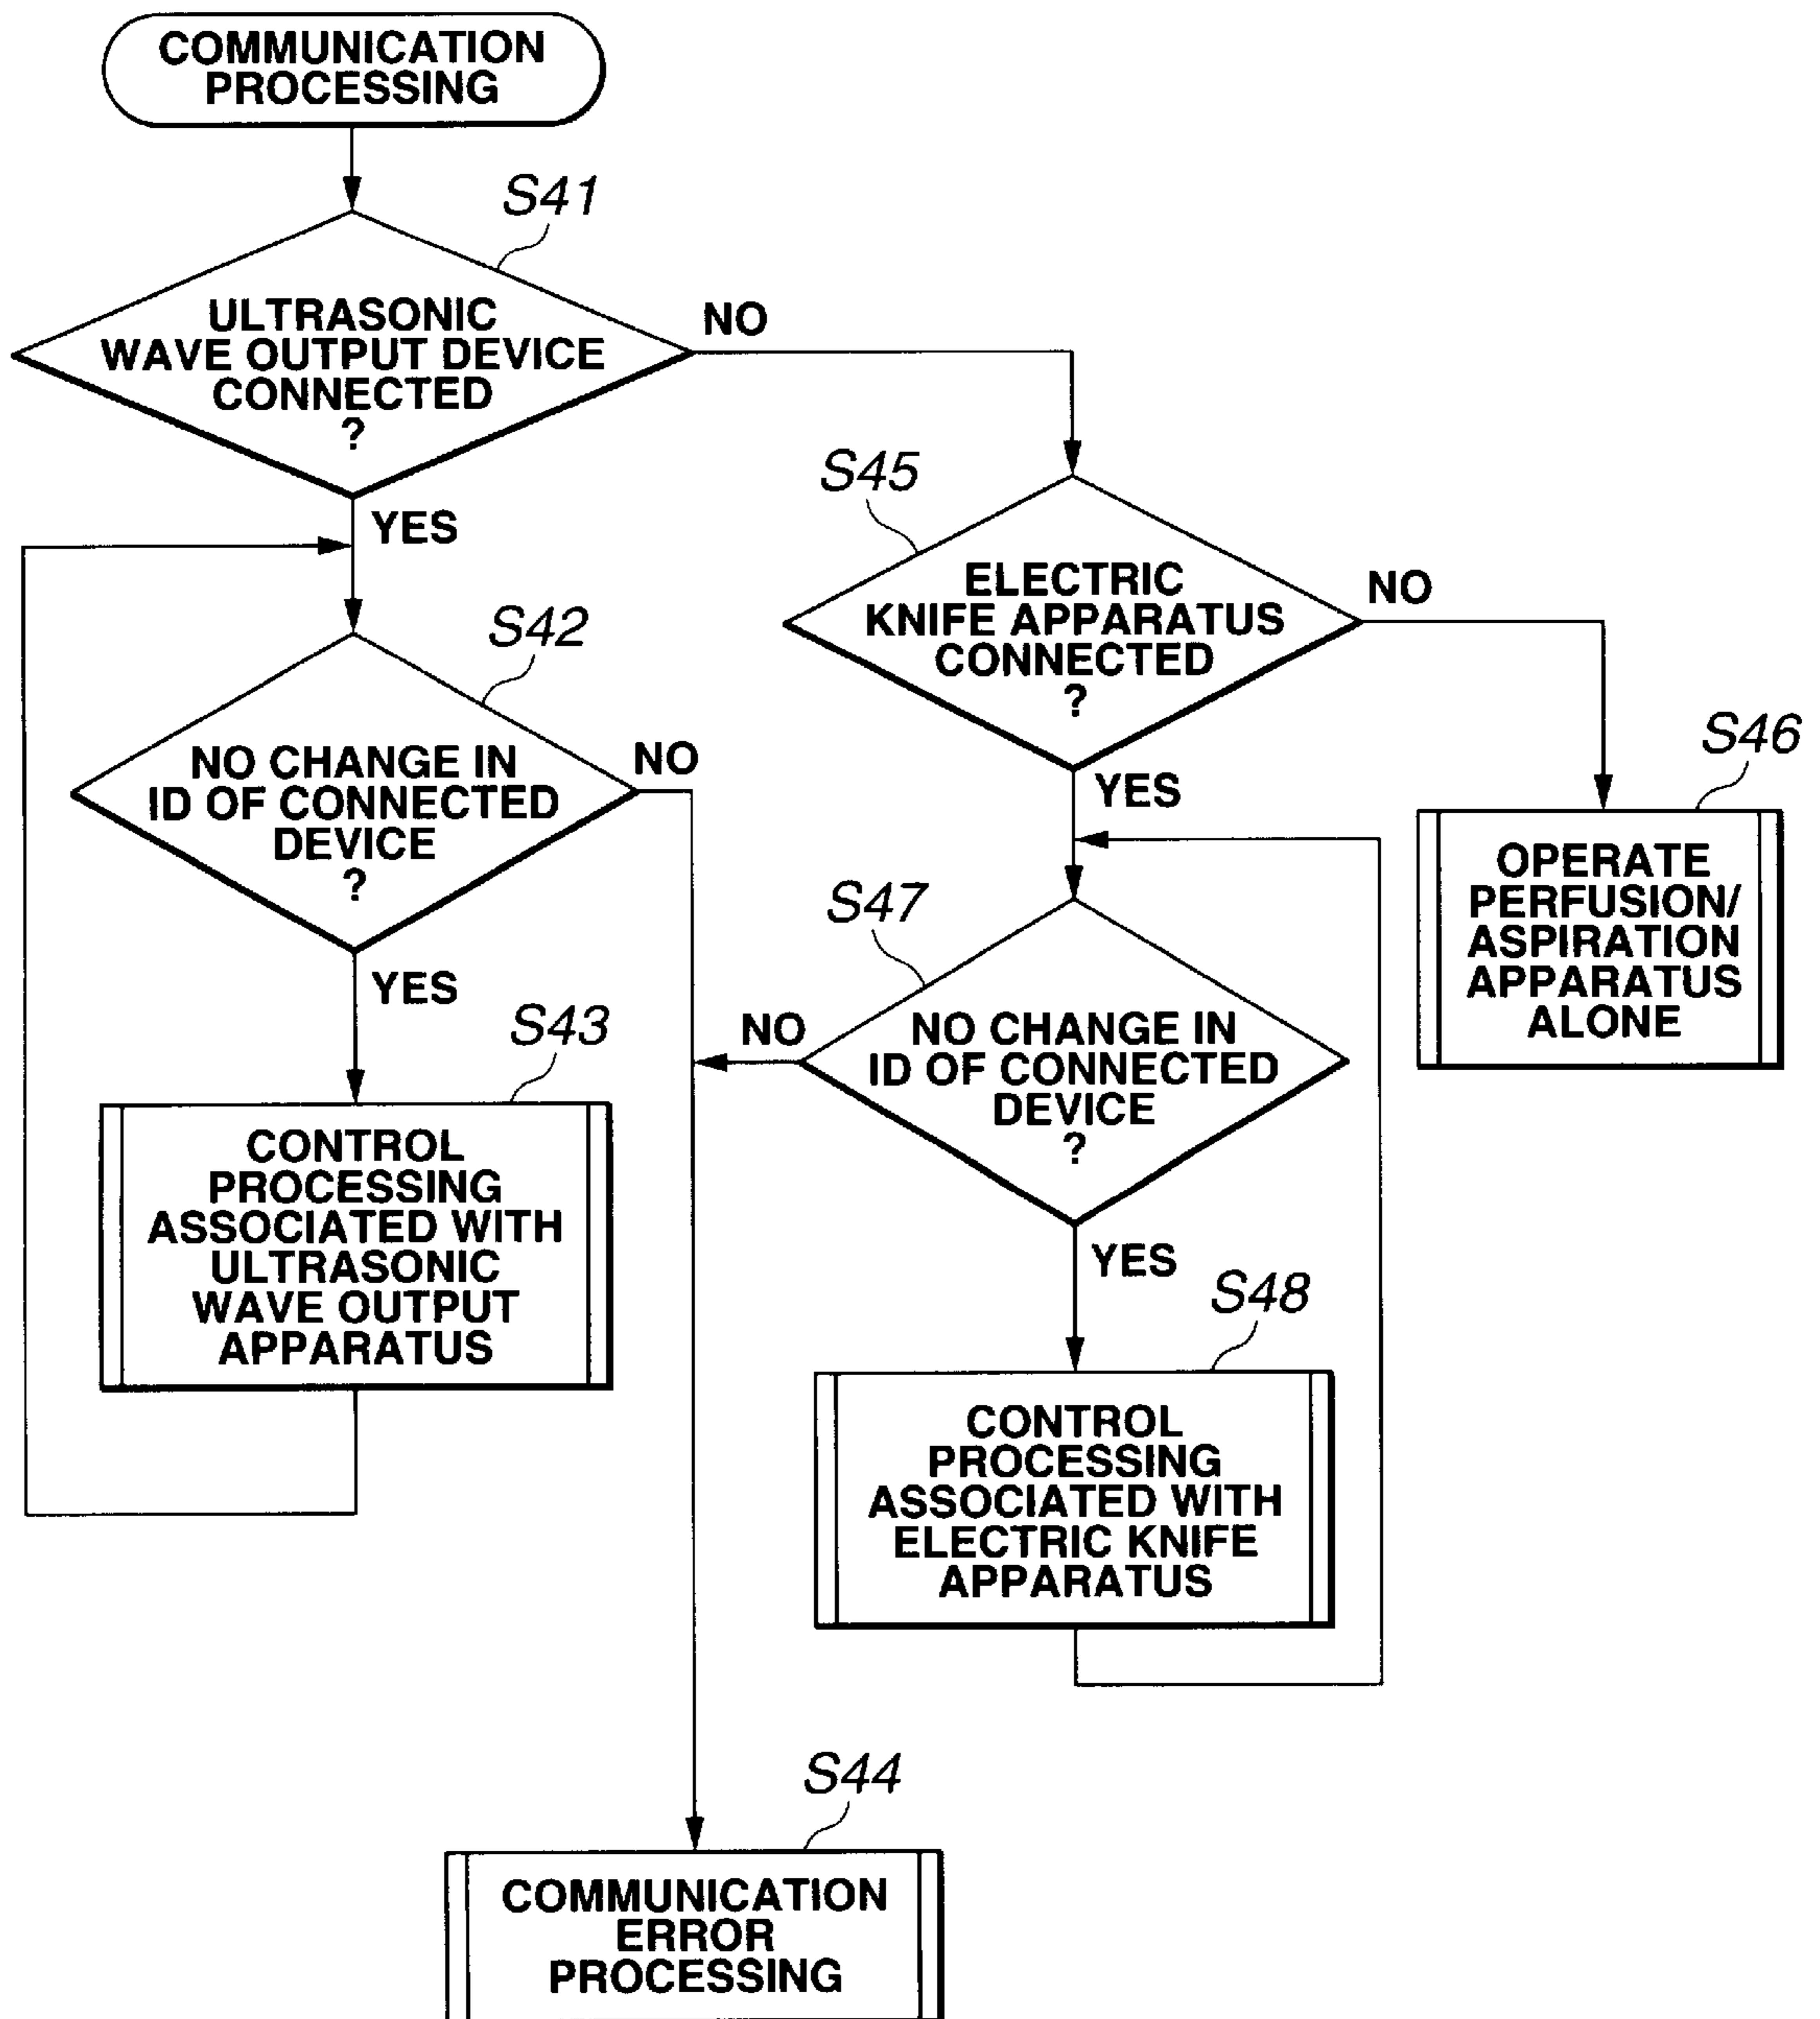 COMMUNICATION
PROCESSING
S41
ULTRASONIC
WAVE OUTPUT DEVICE
CONNECTED
?
NO
YES
S45
ELECTRIC
KNIFE APPARATUS
CONNECTED
?
NO
YES
S42
NO CHANGE IN
ID OF CONNECTED
DEVICE
?
NO
YES
S46
OPERATE
PERFUSION/
ASPIRATION
APPARATUS
ALONE
S47
NO CHANGE IN
ID OF CONNECTED
DEVICE
?
NO
YES
S43
CONTROL
PROCESSING
ASSOCIATED WITH
ULTRASONIC
WAVE OUTPUT
APPARATUS
S48
CONTROL
PROCESSING
ASSOCIATED WITH
ELECTRIC KNIFE
APPARATUS
S44
COMMUNICATION
ERROR
PROCESSING